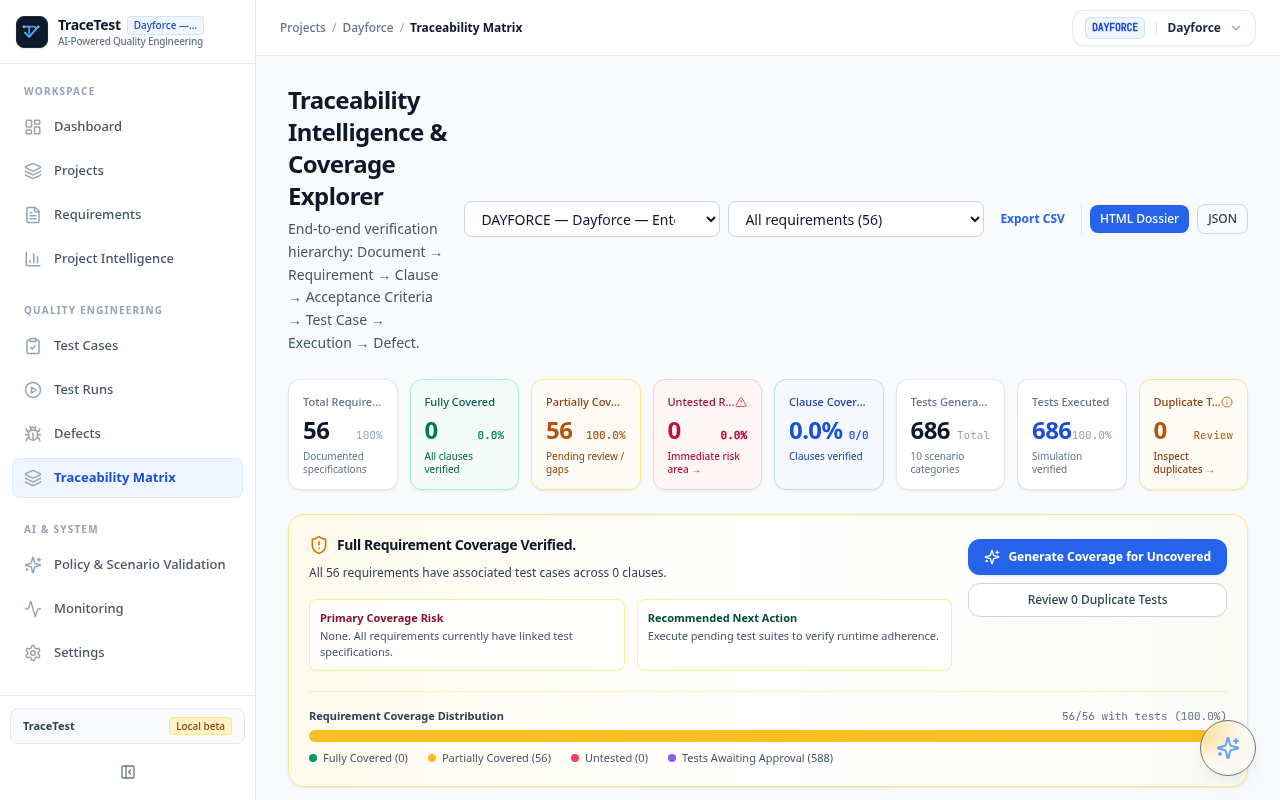 TraceTest
Dayforce —...
AI-Powered Quality Engineering
Projects / Dayforce / Traceability Matrix
DAYFORCE
Dayforce
WORKSPACE
Dashboard
Projects
Requirements
Project Intelligence
QUALITY ENGINEERING
Test Cases
Test Runs
Defects
Traceability Matrix
AI & SYSTEM
Policy & Scenario Validation
Monitoring
Settings
TraceTest
Local beta
Traceability
Intelligence &
Coverage
Explorer
End-to-end verification
hierarchy: Document →
Requirement → Clause
→ Acceptance Criteria
→ Test Case →
Execution → Defect.
DAYFORCE — Dayforce — Ent
All requirements (56)
Export CSV
HTML Dossier
JSON
Total Require...
56 100%
Documented
specifications
Fully Covered
0 0.0%
All clauses
verified
Partially Cov...
56 100.0%
Pending review /
gaps
Untested R...
0 0.0%
Immediate risk
area →
Clause Cover...
0.0% 0/0
Clauses verified
Tests Genera...
686 Total
10 scenario
categories
Tests Executed
686 100.0%
Simulation
verified
Duplicate T...
0 Review
Inspect
duplicates →
Full Requirement Coverage Verified.
All 56 requirements have associated test cases across 0 clauses.
Generate Coverage for Uncovered
Review 0 Duplicate Tests
Primary Coverage Risk
None. All requirements currently have linked test
specifications.
Recommended Next Action
Execute pending test suites to verify runtime adherence.
Requirement Coverage Distribution
56/56 with tests (100.0%)
Fully Covered (0)
Partially Covered (56)
Untested (0)
Tests Awaiting Approval (588)